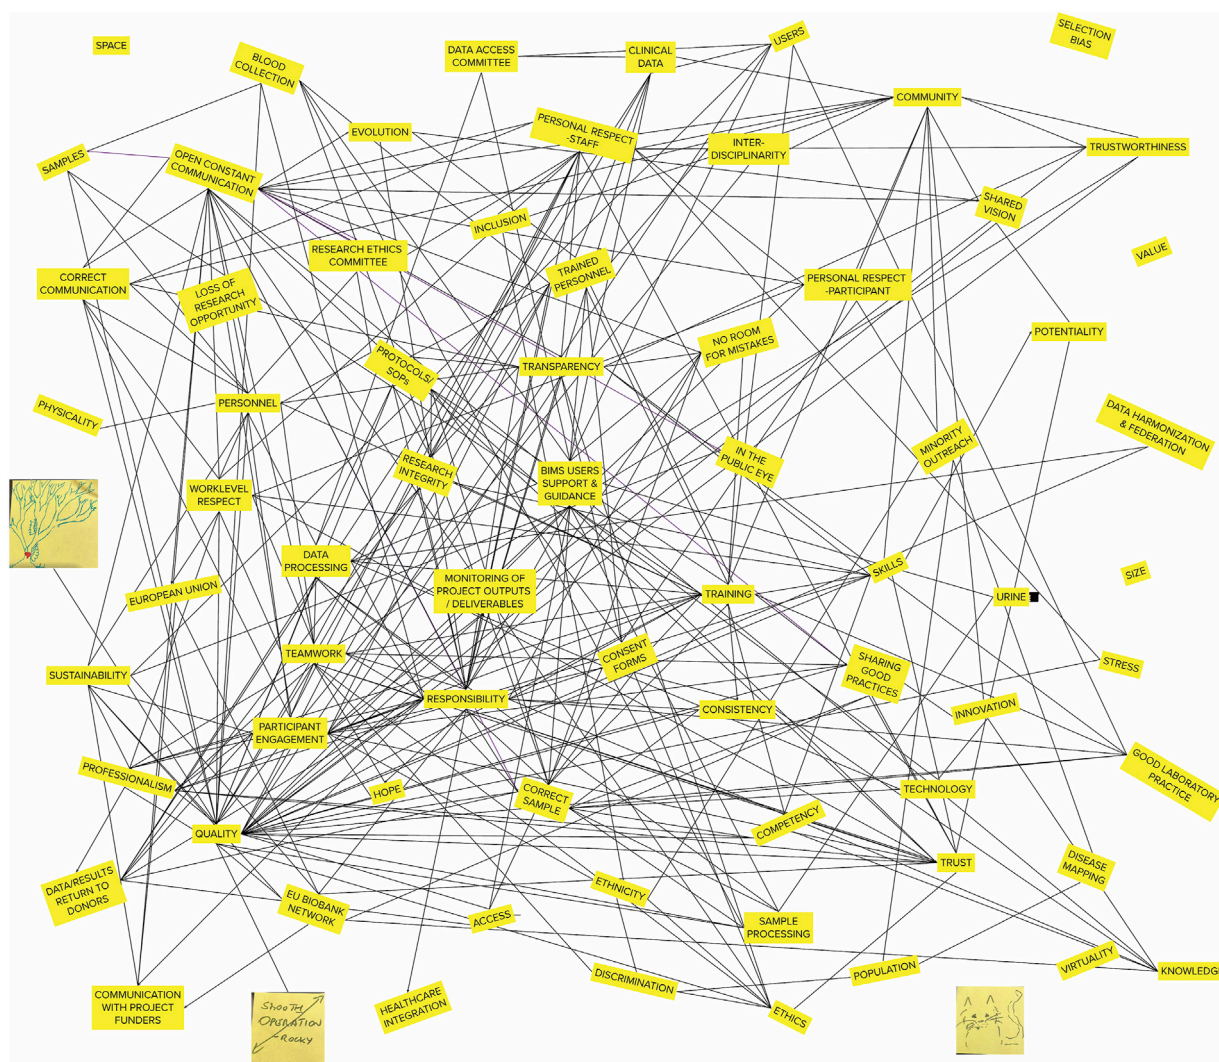 SPACE
BLOOD
COLLECTION
DATA ACCESS
COMMITTEE
CLINICAL
DATA
USERS
SELECTION
BIAS
COMMUNITY
EVOLUTION
PERSONAL RESPECT
-STAFF
INTER-
DISCIPLINARITY
TRUSTWORTHINESS
SAMPLES
OPEN CONSTANT
COMMUNICATION
INCLUSION
SHARED
VISION
RESEARCH ETHICS
COMMITTEE
VALUE
CORRECT
COMMUNICATION
LOSS OF
RESEARCH
OPPORTUNITY
TRAINED
PERSONNEL
PERSONAL RESPECT
-PARTICIPANT
NO ROOM
FOR MISTAKES
POTENTIALITY
PROTOCOLS/
SOPs
TRANSPARENCY
PERSONNEL
PHYSICALITY
DATA HARMONIZATION
& FEDERATION
MINORITY
OUTREACH
RESEARCH
INTEGRITY
BIMS USERS
SUPPORT &
GUIDANCE
IN THE
PUBLIC EYE
WORKLEVEL
RESPECT
DATA
PROCESSING
MONITORING OF
PROJECT OUTPUTS
/ DELIVERABLES
TRAINING
SKILLS
SIZE
EUROPEAN UNION
URINE
TEAMWORK
CONSENT
FORMS
SHARING
GOOD
PRACTICES
STRESS
SUSTAINABILITY
RESPONSIBILITY
CONSISTENCY
INNOVATION
PARTICIPANT
ENGAGEMENT
PROFESSIONALISM
HOPE
CORRECT
SAMPLE
TECHNOLOGY
GOOD LABORATORY
PRACTICE
QUALITY
COMPETENCY
TRUST
DISEASE
MAPPING
DATA/RESULTS
RETURN TO
DONORS
EU BIOBANK
NETWORK
ETHNICITY
ACCESS
SAMPLE
PROCESSING
DISCRIMINATION
POPULATION
VIRTUALITY
KNOWLEDG
COMMUNICATION
WITH PROJECT
FUNDERS
SMOOTH
OPERATION
-ROCKY
HEALTHCARE
INTEGRATION
ETHICS